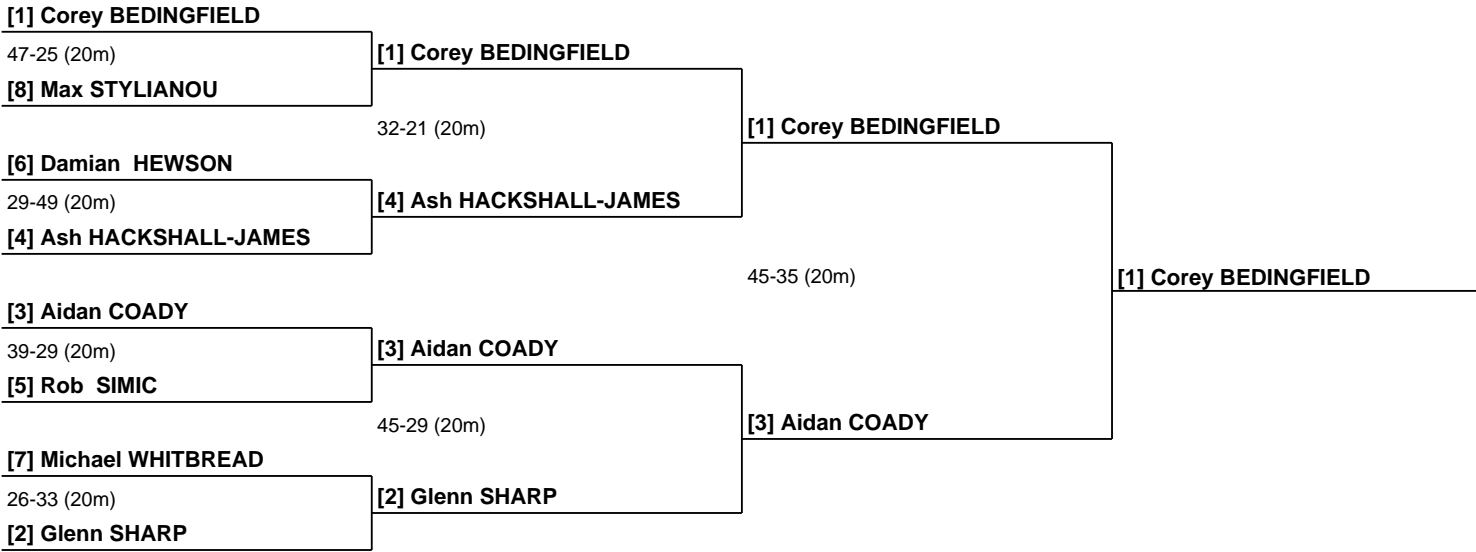 [1] Corey BEDINGFIELD
47-25 (20m)
[8] Max STYLIANOU
[1] Corey BEDINGFIELD
32-21 (20m)
[6] Damian  HEWSON
29-49 (20m)
[4] Ash HACKSHALL-JAMES
[4] Ash HACKSHALL-JAMES
[1] Corey BEDINGFIELD
45-35 (20m)
[1] Corey BEDINGFIELD
[3] Aidan COADY
39-29 (20m)
[5] Rob  SIMIC
[3] Aidan COADY
45-29 (20m)
[3] Aidan COADY
[7] Michael WHITBREAD
26-33 (20m)
[2] Glenn SHARP
[2] Glenn SHARP